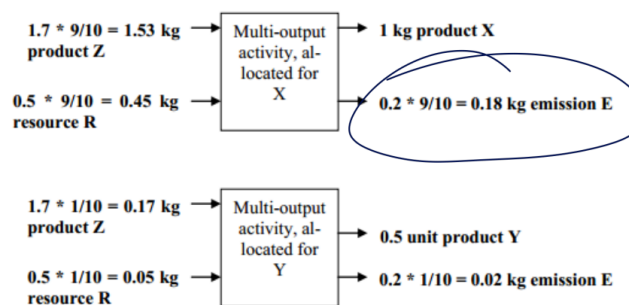 1.7 * 9/10 = 1.53 kg
product Z
0.5 * 9/10 = 0.45 kg
resource R
Multi-output
activity, al-
located for
X
1 kg product X
0.2 * 9/10 = 0.18 kg emission E
1.7 * 1/10 = 0.17 kg
product Z
0.5 * 1/10 = 0.05 kg
resource R
Multi-output
activity, al-
located for
Y
0.5 unit product Y
0.2 * 1/10 = 0.02 kg emission E